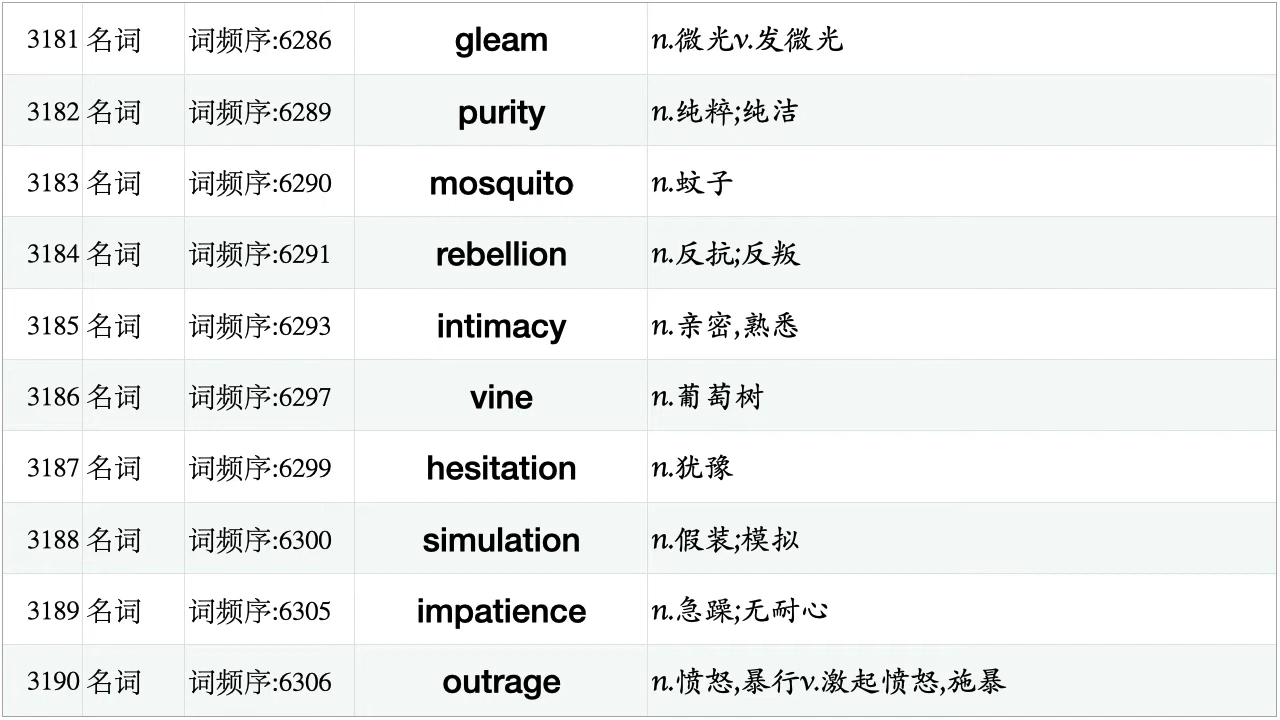 3181 名词 词频序:6286 gleam n.微光v.发微光
3182 名词 词频序:6289 purity n.纯粹;纯洁
3183 名词 词频序:6290 mosquito n.蚊子
3184 名词 词频序:6291 rebellion n.反抗;反叛
3185 名词 词频序:6293 intimacy n.亲密,熟悉
3186 名词 词频序:6297 vine n.葡萄树
3187 名词 词频序:6299 hesitation n.犹豫
3188 名词 词频序:6300 simulation n.假装;模拟
3189 名词 词频序:6305 impatience n.急躁;无耐心
3190 名词 词频序:6306 outrage n.愤怒,暴行v.激起愤怒,施暴